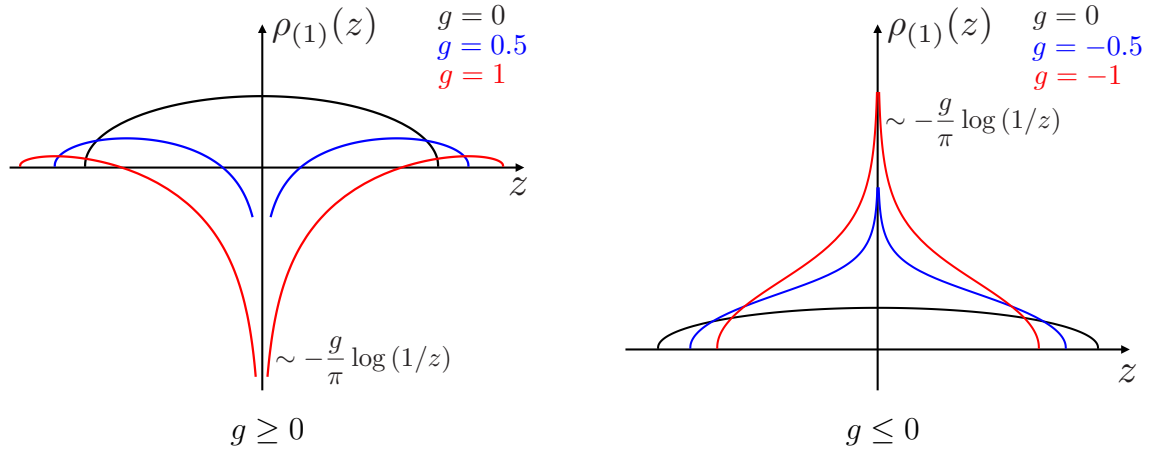 ρ₍₁₎(z)
g = 0
g = 0.5
g = 1
z
∼ −g/π log (1/z)
g ≥ 0
ρ₍₁₎(z)
g = 0
g = −0.5
g = −1
∼ −g/π log (1/z)
z
g ≤ 0